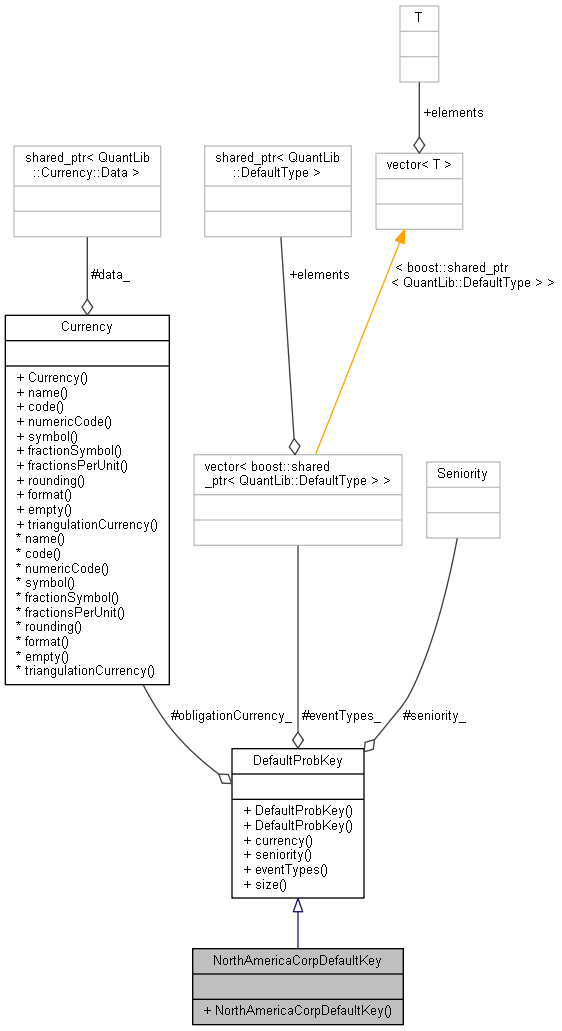 T
+elements
shared_ptr< QuantLib
::Currency::Data >
shared_ptr< QuantLib
::DefaultType >
vector< T >
#data_
+elements
< boost::shared_ptr
< QuantLib::DefaultType > >
Currency
+ Currency()
+ name()
+ code()
+ numericCode()
+ symbol()
+ fractionSymbol()
+ fractionsPerUnit()
+ rounding()
+ format()
+ empty()
+ triangulationCurrency()
* name()
* code()
* numericCode()
* symbol()
* fractionSymbol()
* fractionsPerUnit()
* rounding()
* format()
* empty()
* triangulationCurrency()
vector< boost::shared
_ptr< QuantLib::DefaultType > >
Seniority
#obligationCurrency_
#eventTypes_
#seniority_
DefaultProbKey
+ DefaultProbKey()
+ DefaultProbKey()
+ currency()
+ seniority()
+ eventTypes()
+ size()
NorthAmericaCorpDefaultKey
+ NorthAmericaCorpDefaultKey()